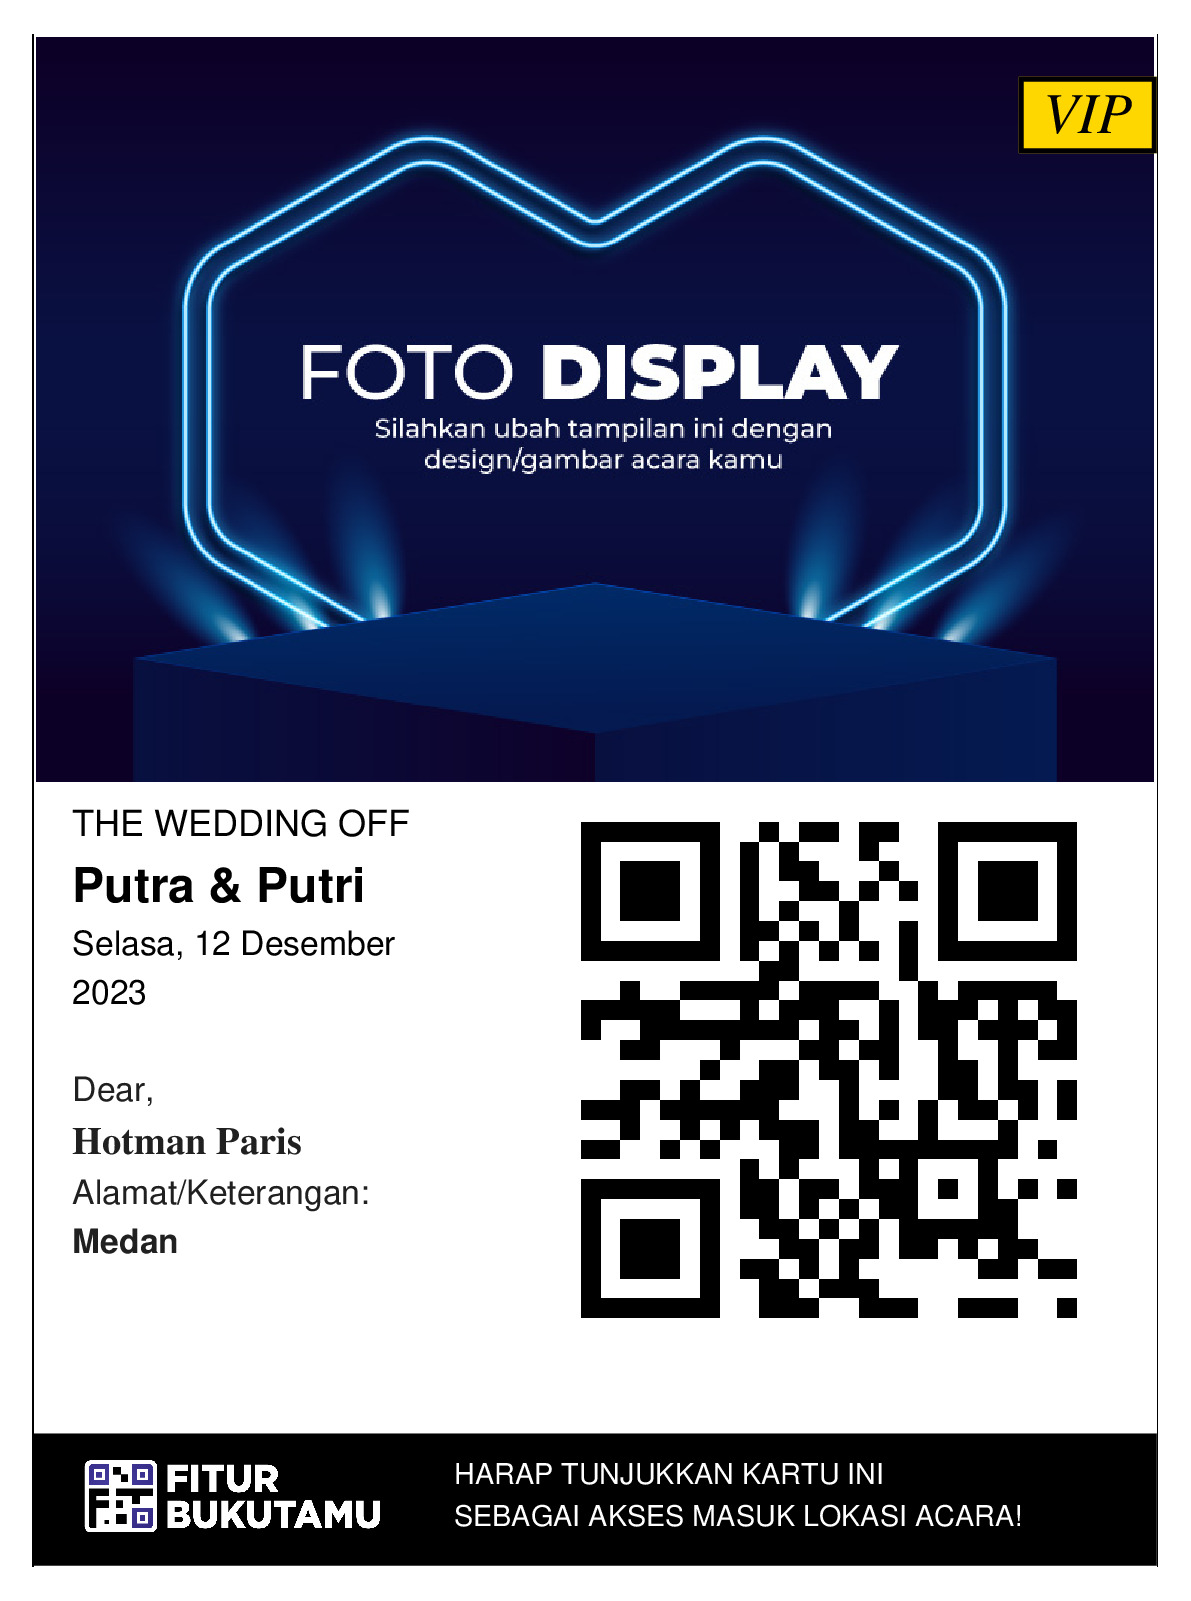 VIP
FOTO DISPLAY
Silahkan ubah tampilan ini dengan
design/gambar acara kamu
THE WEDDING OFF
Putra & Putri
Selasa, 12 Desember
2023
Dear,
Hotman Paris
Alamat/Keterangan:
Medan
FITUR
BUKUTAMU
HARAP TUNJUKKAN KARTU INI
SEBAGAI AKSES MASUK LOKASI ACARA!